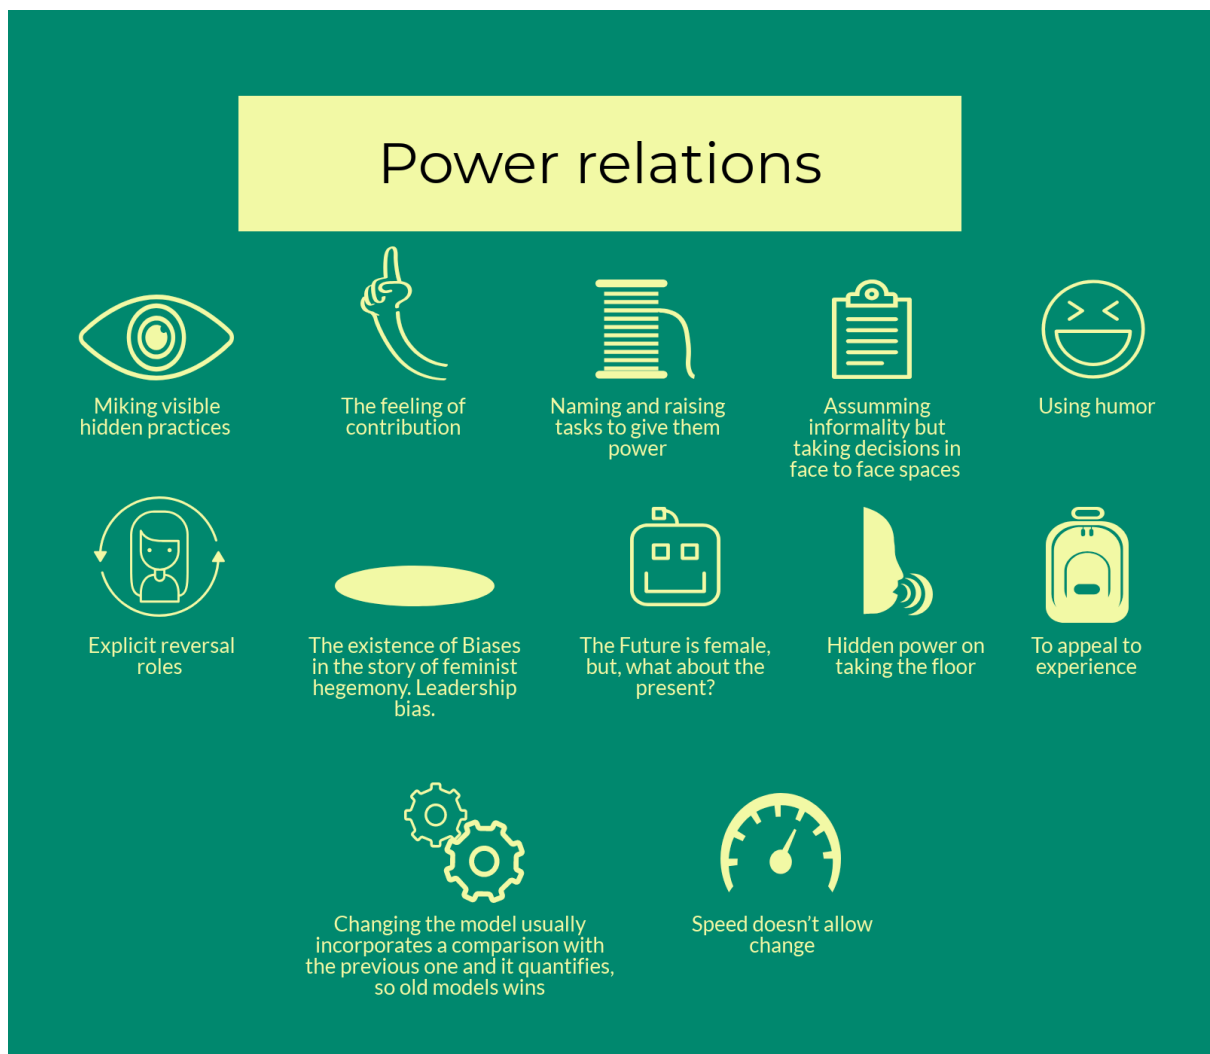 Power relations
Miking visible
hidden practices
The feeling of
contribution
Naming and raising
tasks to give them
power
Assumming
informality but
taking decisions in
face to face spaces
Using humor
Explicit reversal
roles
The existence of Biases
in the story of feminist
hegemony. Leadership
bias.
The Future is female,
but, what about the
present?
Hidden power on
taking the floor
To appeal to
experience
Changing the model usually
incorporates a comparison with
the previous one and it quantifies,
so old models wins
Speed doesn’t allow
change